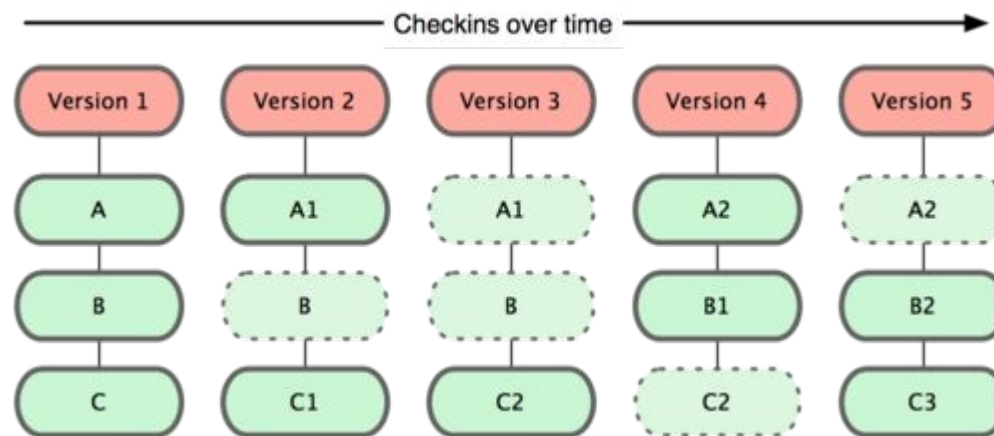 Checkins over time
Version 1 Version 2 Version 3 Version 4 Version 5
A A1 A1 A2 A2
B B B B1 B2
C C1 C2 C2 C3